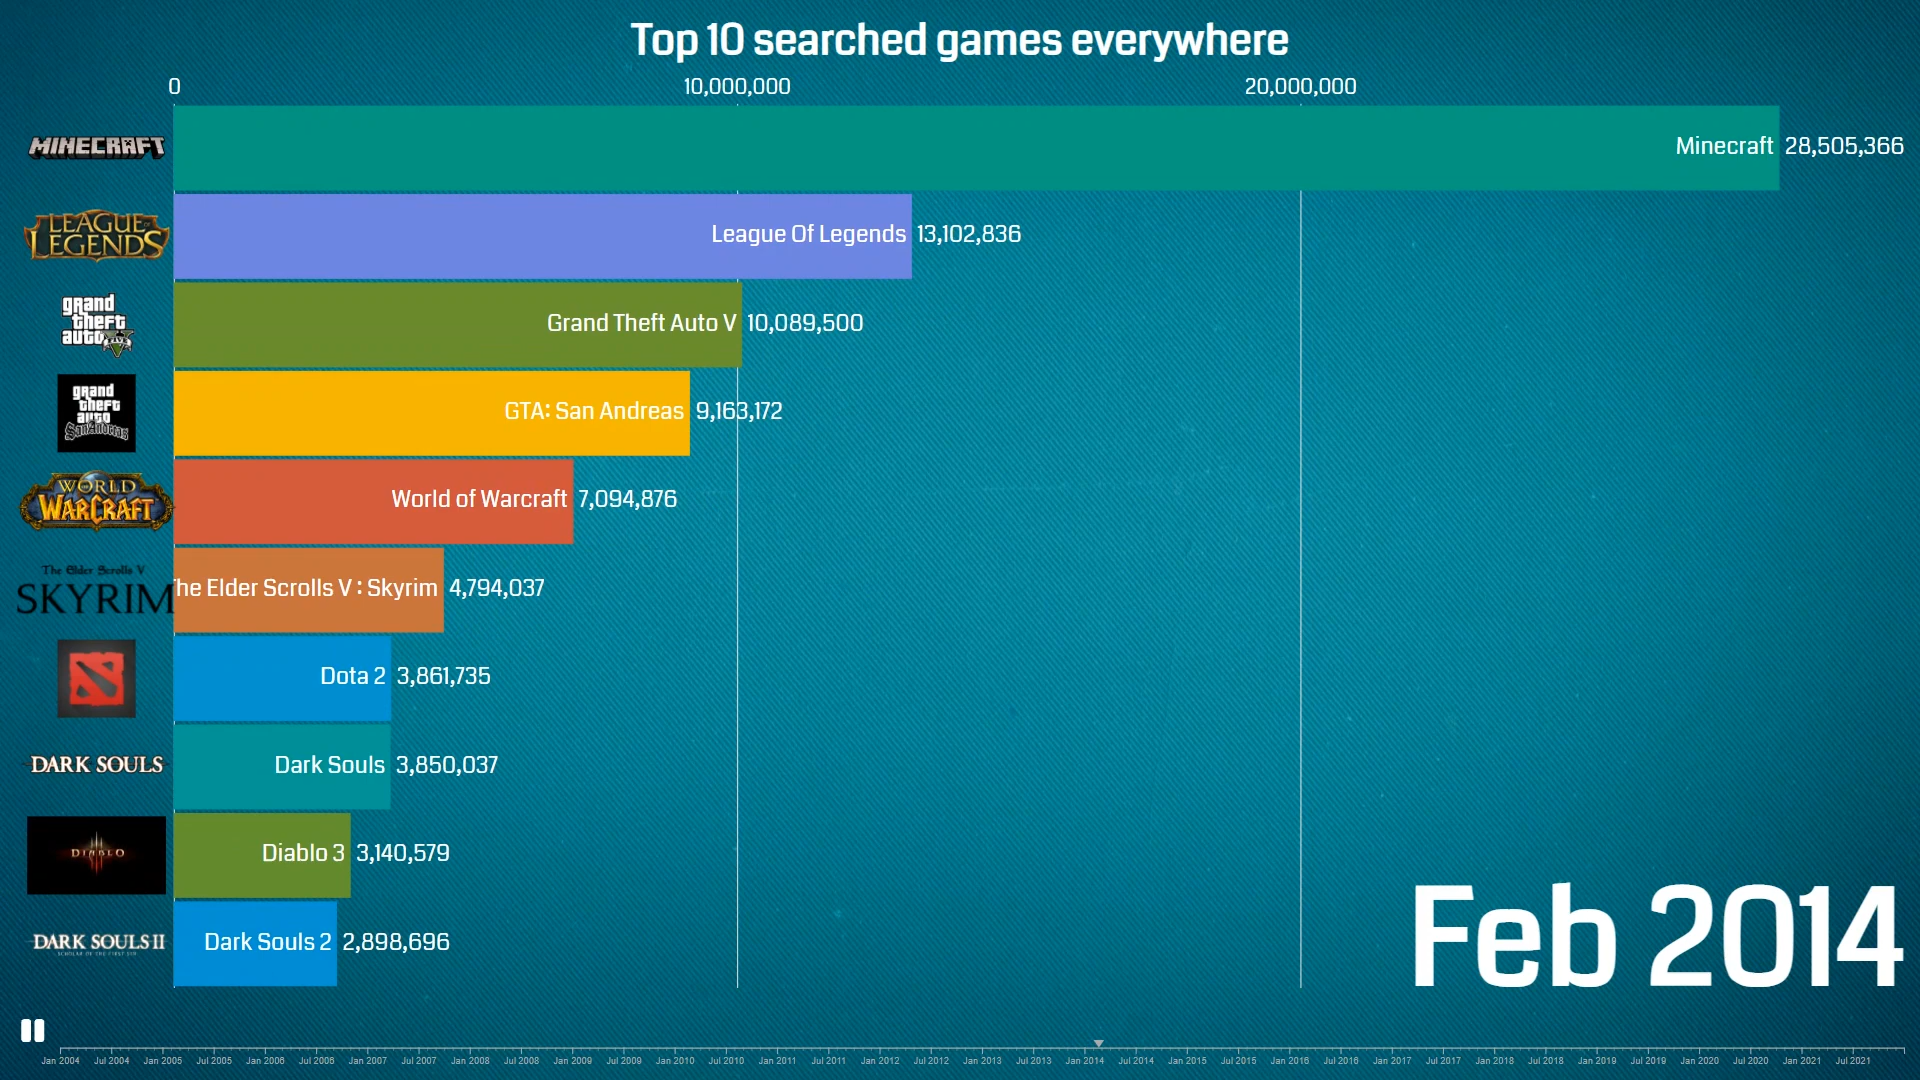 Top 10 searched games everywhere
0 10,000,000 20,000,000
MINECRAFT Minecraft 28,505,366
LEAGUE OF LEGENDS League Of Legends 13,102,836
grand theft auto FIVE Grand Theft Auto V 10,089,500
grand theft auto San Andreas GTA: San Andreas 9,163,172
WORLD WARCRAFT World of Warcraft 7,094,876
The Elder Scrolls V SKYRIM he Elder Scrolls V : Skyrim 4,794,037
Dota 2 3,861,735
DARK SOULS Dark Souls 3,850,037
DIABLO Diablo 3 3,140,579
DARK SOULS II SCHOLAR OF THE FIRST SIN Dark Souls 2 2,898,696
Feb 2014
Jan 2004 Jul 2004 Jan 2005 Jul 2005 Jan 2006 Jul 2006 Jan 2007 Jul 2007 Jan 2008 Jul 2008 Jan 2009 Jul 2009 Jan 2010 Jul 2010 Jan 2011 Jul 2011 Jan 2012 Jul 2012 Jan 2013 Jul 2013 Jan 2014 Jul 2014 Jan 2015 Jul 2015 Jan 2016 Jul 2016 Jan 2017 Jul 2017 Jan 2018 Jul 2018 Jan 2019 Jul 2019 Jan 2020 Jul 2020 Jan 2021 Jul 2021